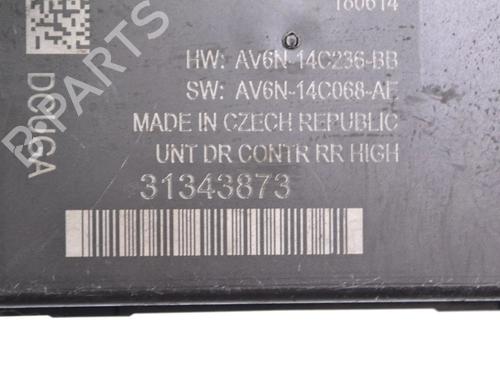 180614
HW: AV6N-14C236-BB
SW: AV6N-14C068-AE
MADE IN CZECH REPUBLIC
UNT DR CONTR RR HIGH
31343873
B-PARTS